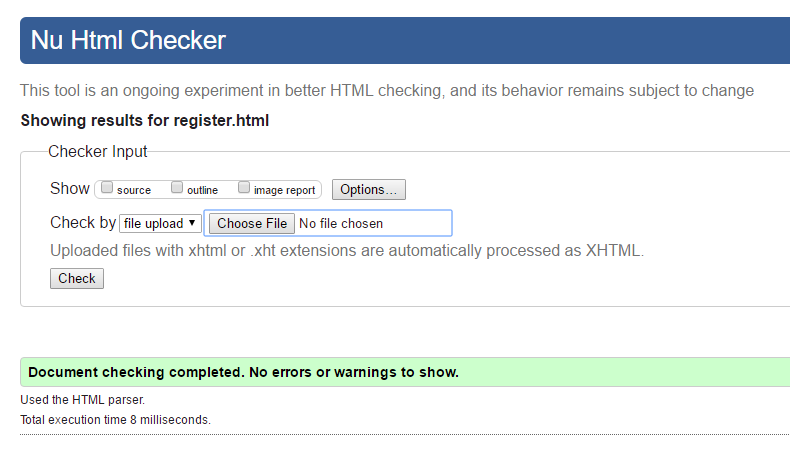 Nu Html Checker
This tool is an ongoing experiment in better HTML checking, and its behavior remains subject to change
Showing results for register.html
Checker Input
Show source outline image report Options...
Check by file upload Choose File No file chosen
Uploaded files with xhtml or .xht extensions are automatically processed as XHTML.
Check
Document checking completed. No errors or warnings to show.
Used the HTML parser.
Total execution time 8 milliseconds.